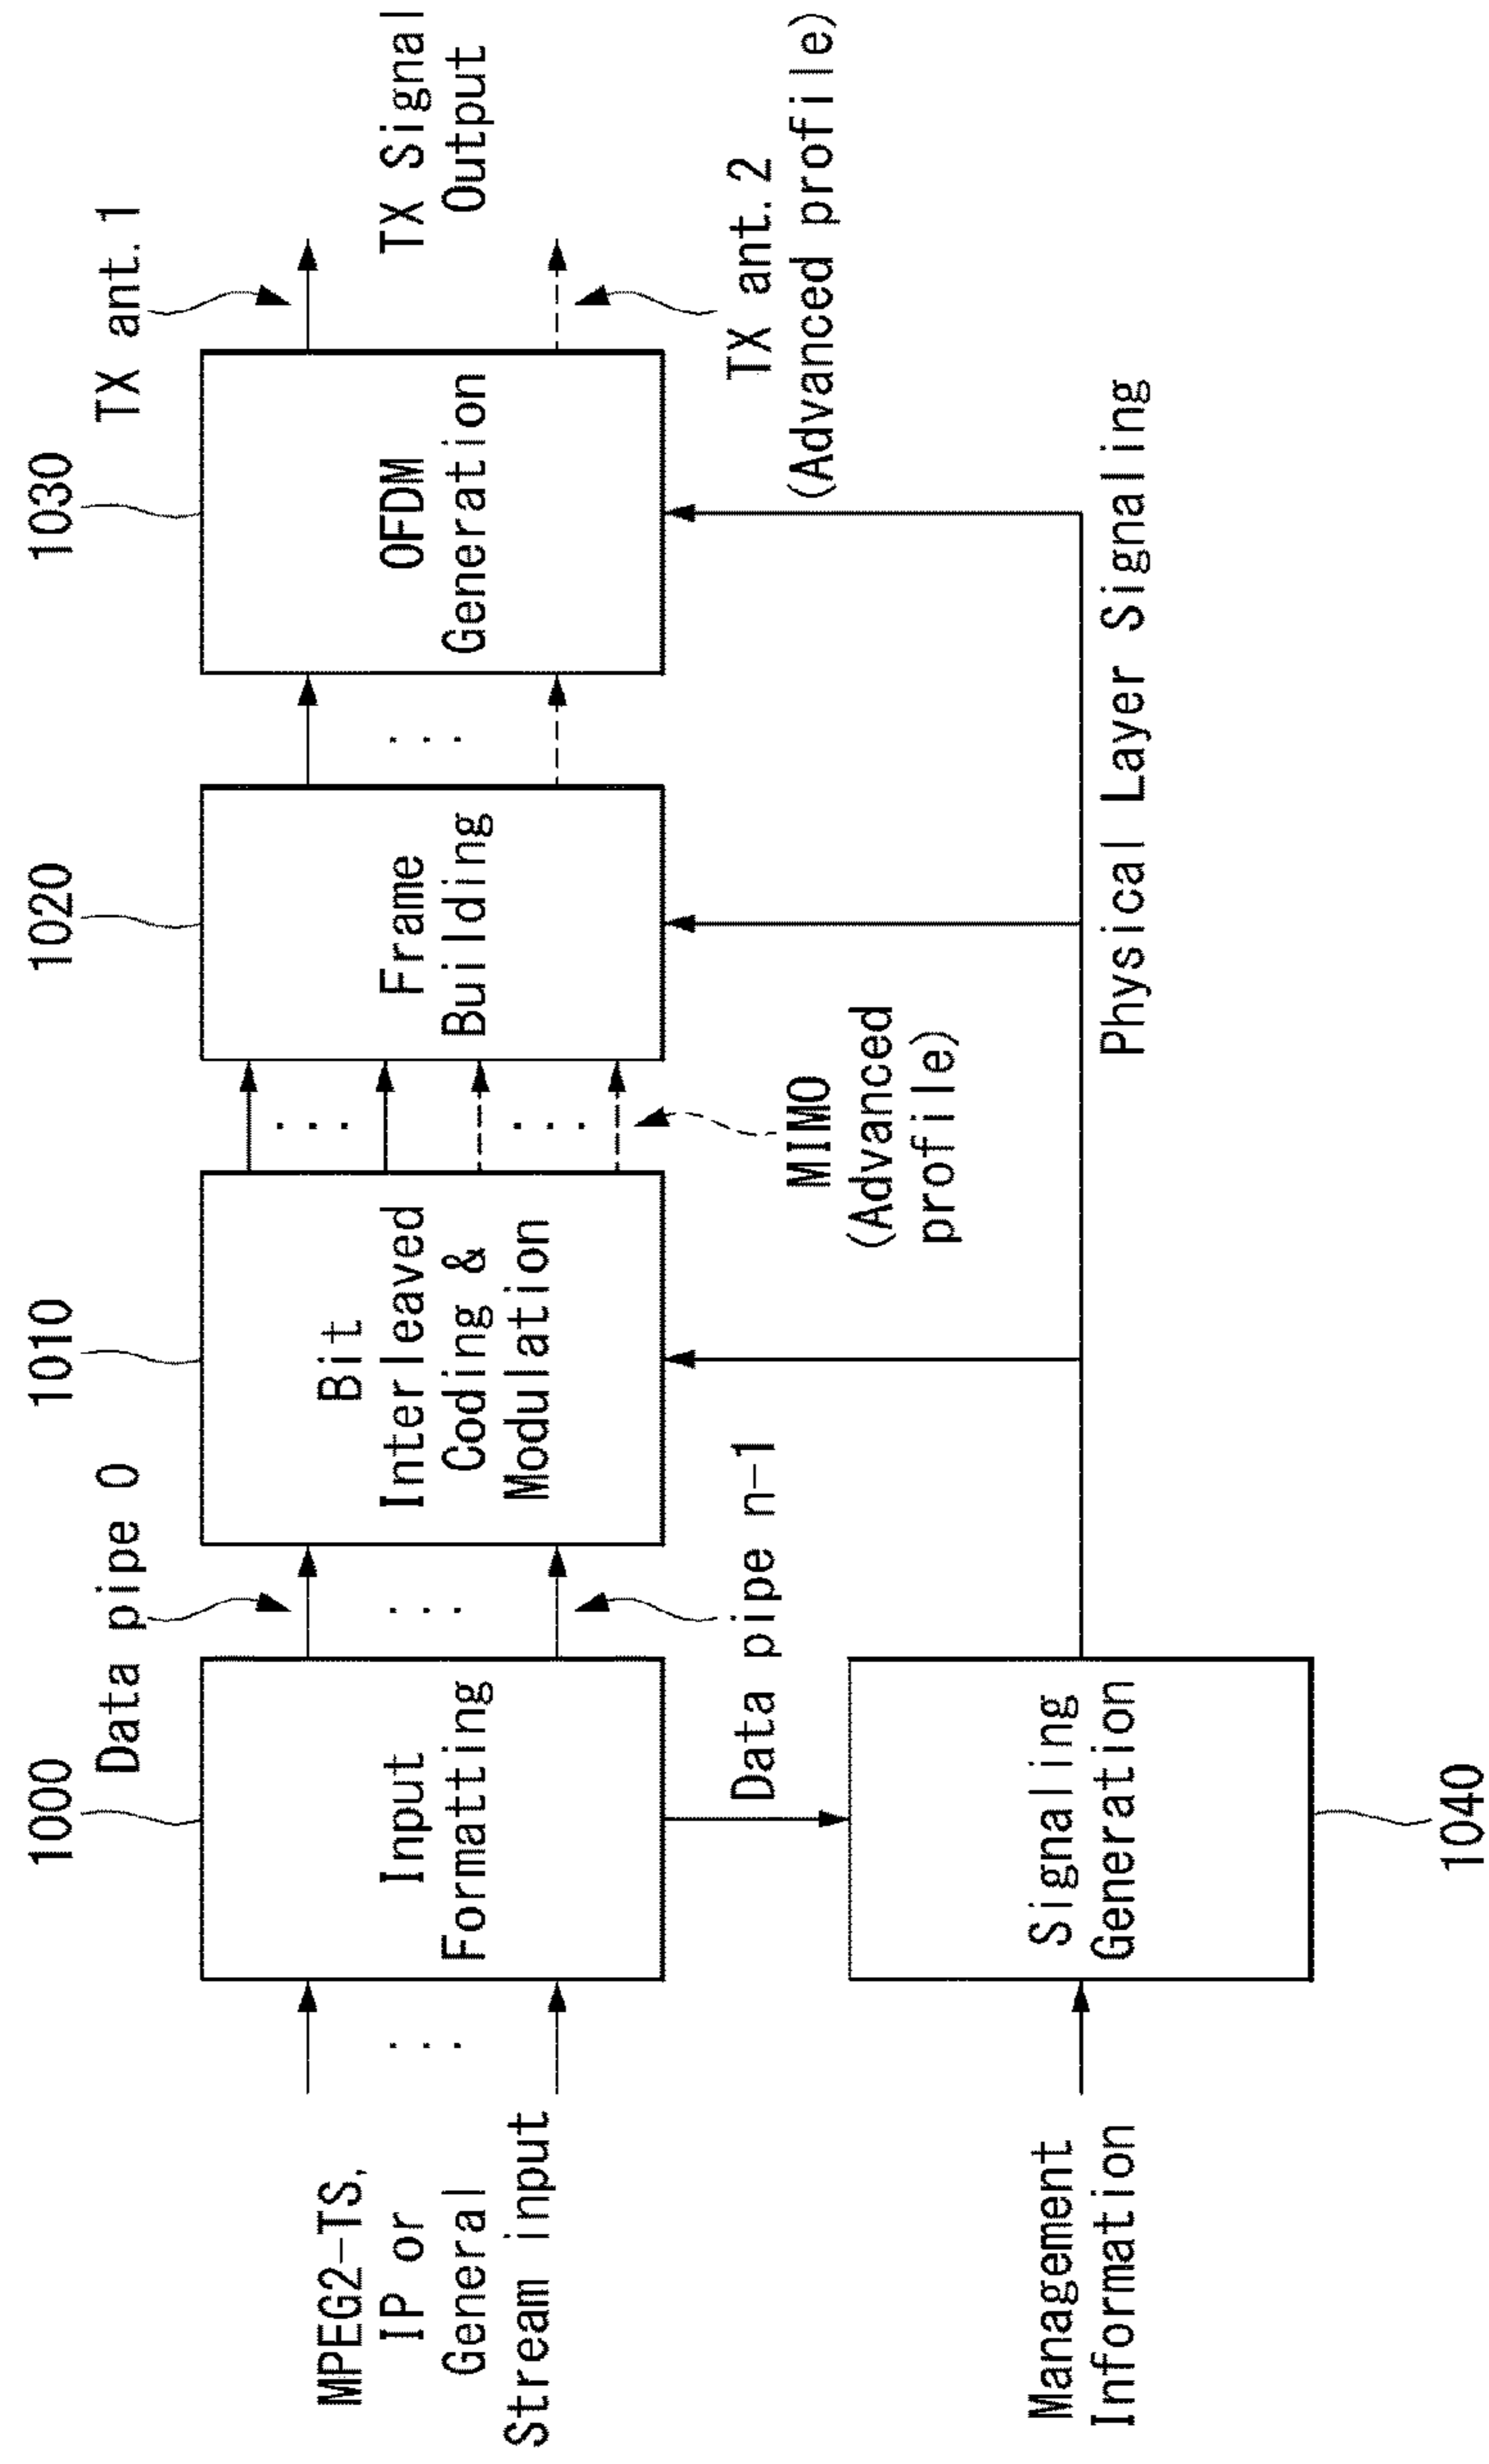 1000
1010
1020
1030
Data pipe 0
TX ant.1
MPEG2-TS,
IP or
General
Stream input
Input
Formatting
Bit
Interleaved
Coding &
Modulation
Frame
Building
OFDM
Generation
TX Signal
Output
Data pipe n-1
MIMO
(Advanced
profile)
TX ant.2
(Advanced profile)
Management
Information
Signaling
Generation
Physical Layer Signaling
1040